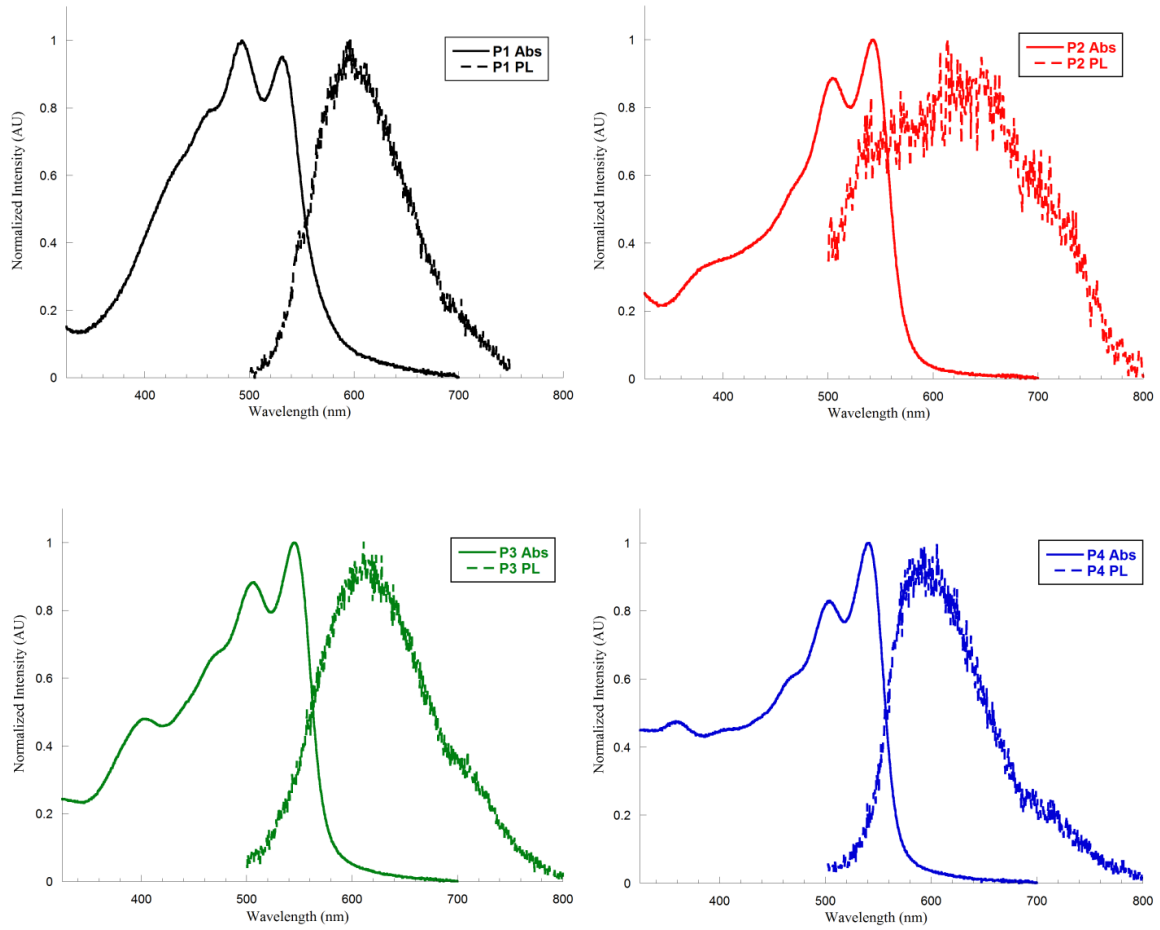 P1 Abs
P1 PL
Normalized Intensity (AU)
1
0.8
0.6
0.4
0.2
0
400
500
600
700
800
Wavelength (nm)
P2 Abs
P2 PL
Normalized Intensity (AU)
1
0.8
0.6
0.4
0.2
0
400
500
600
700
800
Wavelength (nm)
P3 Abs
P3 PL
Normalized Intensity (AU)
1
0.8
0.6
0.4
0.2
0
400
500
600
700
800
Wavelength (nm)
P4 Abs
P4 PL
Normalized Intensity (AU)
1
0.8
0.6
0.4
0.2
0
400
500
600
700
800
Wavelength (nm)